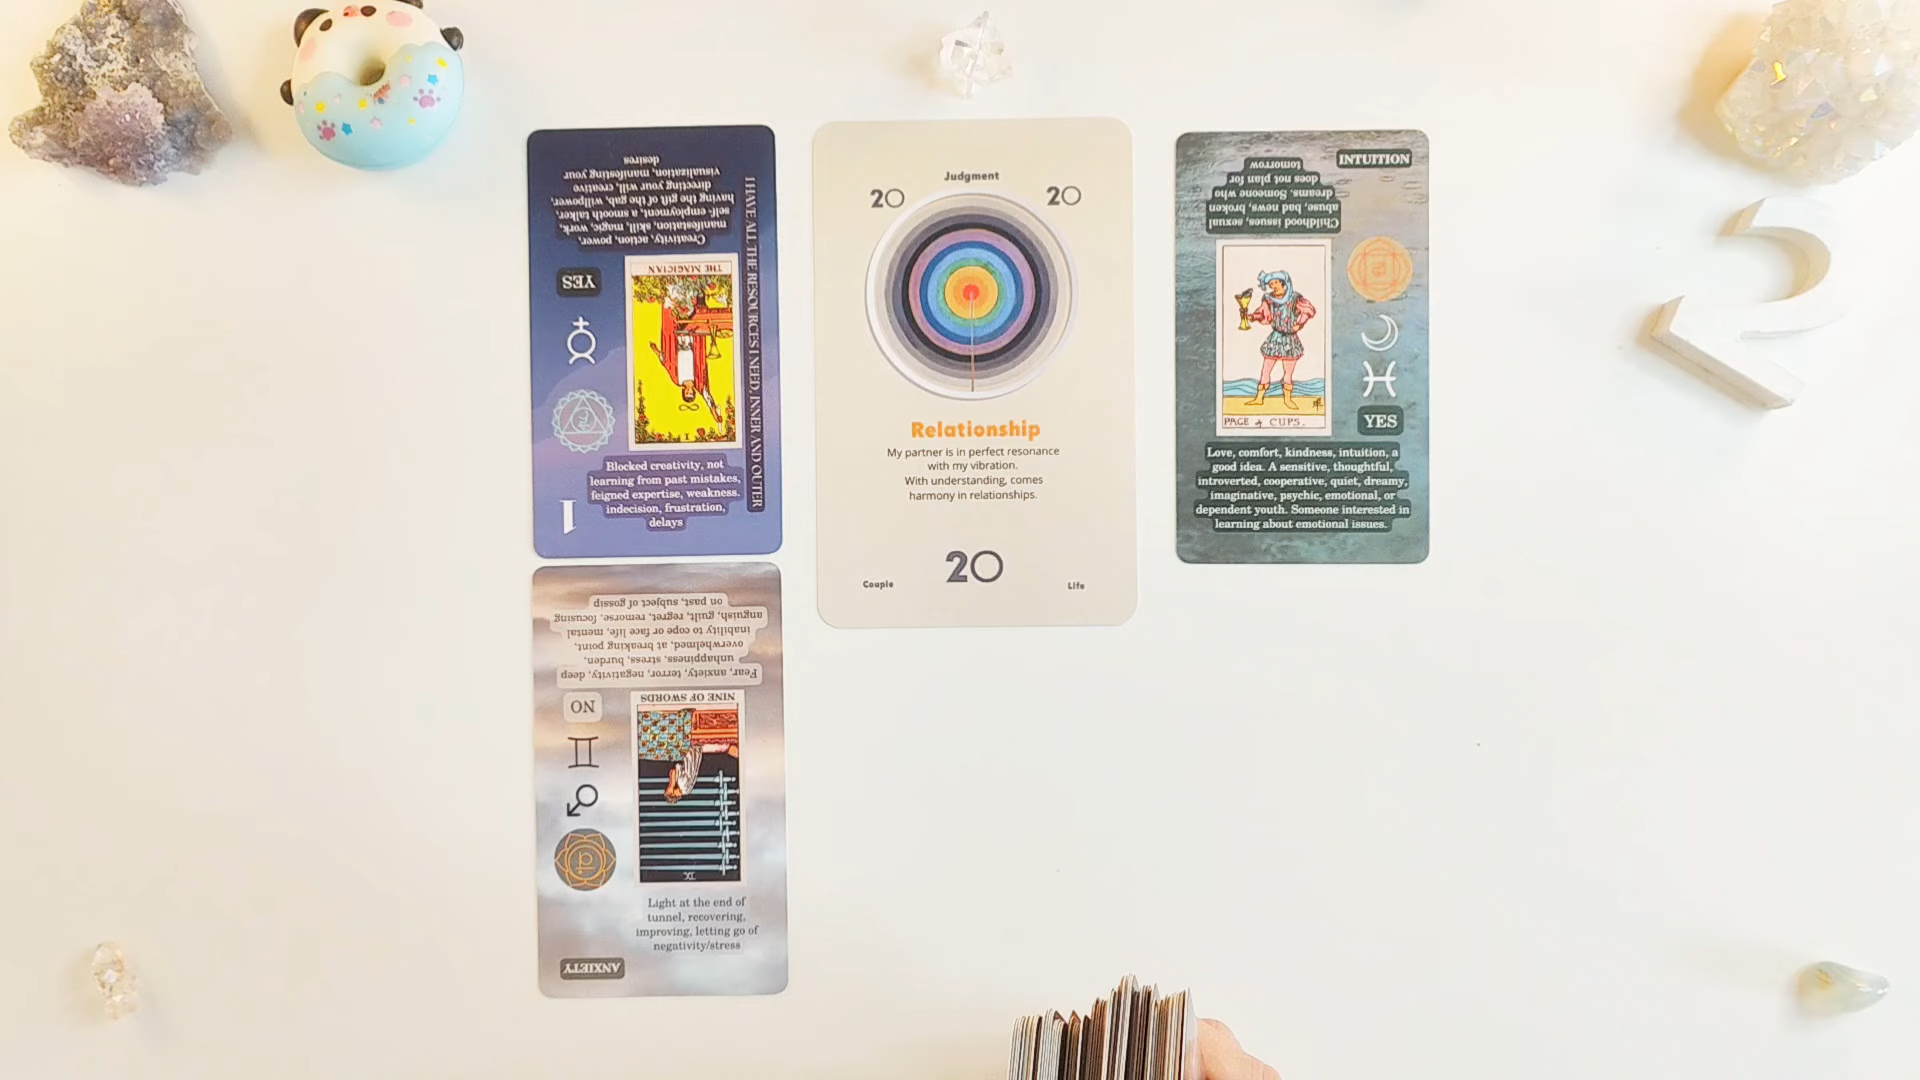 desires
visualization, manifesting your
directing your will, creative
having the gift of the gab, willpower,
self- employment, a smooth talker,
manifestation, skill, magic, work,
Creativity, action, power,
I HAVE ALL THE RESOURCES I NEED, INNER AND OUTER
YES
THE MAGICIAN
I
Blocked creativity, not
learning from past mistakes,
feigned expertise, weakness.
indecision, frustration,
delays
1
Judgment
20
20
Relationship
My partner is in perfect resonance
with my vibration.
With understanding, comes
harmony in relationships.
20
Couple
Life
INTUITION
tomorrow
does not plan for
dreams. Someone who
abuse, bad news, broken
Childhood issues, sexual
PAGE of CUPS.
YES
Love, comfort, kindness, intuition, a
good idea. A sensitive, thoughtful,
introverted, cooperative, quiet, dreamy,
imaginative, psychic, emotional, or
dependent youth. Someone interested in
learning about emotional issues.
on past, subject of gossip
anguish, guilt, regret, remorse, focusing
inability to cope or face life, mental
overwhelmed, at breaking point,
unhappiness, stress, burden,
Fear, anxiety, terror, negativity, deep
NO
NINE OF SWORDS
IX
Light at the end of
tunnel, recovering,
improving, letting go of
negativity/stress
ANXIETY